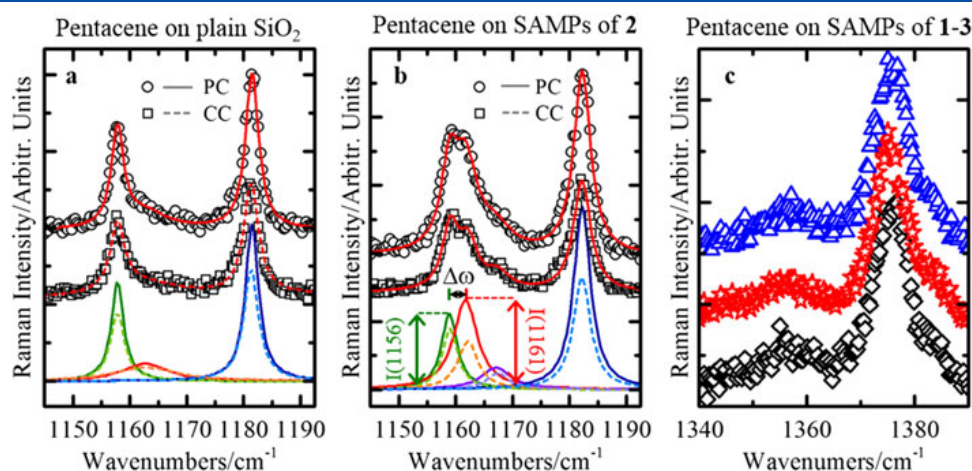 Pentacene on plain SiO2
Pentacene on SAMPs of 2
Pentacene on SAMPs of 1-3
Raman Intensity/Arbitr. Units
a
PC
CC
1150 1160 1170 1180 1190
Wavenumbers/cm-1
Raman Intensity/Arbitr. Units
b
PC
CC
Δω
I(1156)
I(1161)
1150 1160 1170 1180 1190
Wavenumbers/cm-1
Raman Intensity/Arbitr. Units
c
1340 1360 1380
Wavenumbers/cm-1